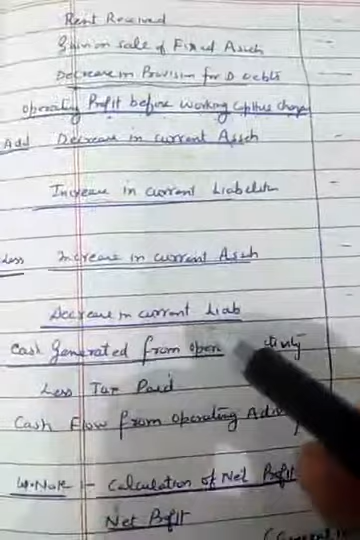 Rent Received
Gain on sale of Fixed Assets
Decrease in Provision for D debts
Operating Profit before working capital changes
Add Decrease in current Assets
Increase in current Liabilities
Less Increase in current Assets
Decrease in current Liab
Cash Generated from oper
Less Tax Paid
Cash Flow from operating
W.Note :- Calculation of Net Profit
Net Profit